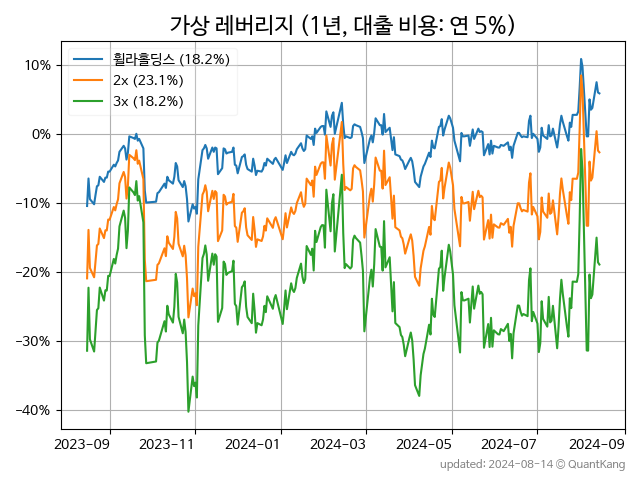 가상 레버리지 (1년, 대출 비용: 연 5%)
휠라홀딩스 (18.2%)
2x (23.1%)
3x (18.2%)
10%
0%
−10%
−20%
−30%
−40%
2023-09 2023-11 2024-01 2024-03 2024-05 2024-07 2024-09
updated: 2024-08-14 © QuantKang